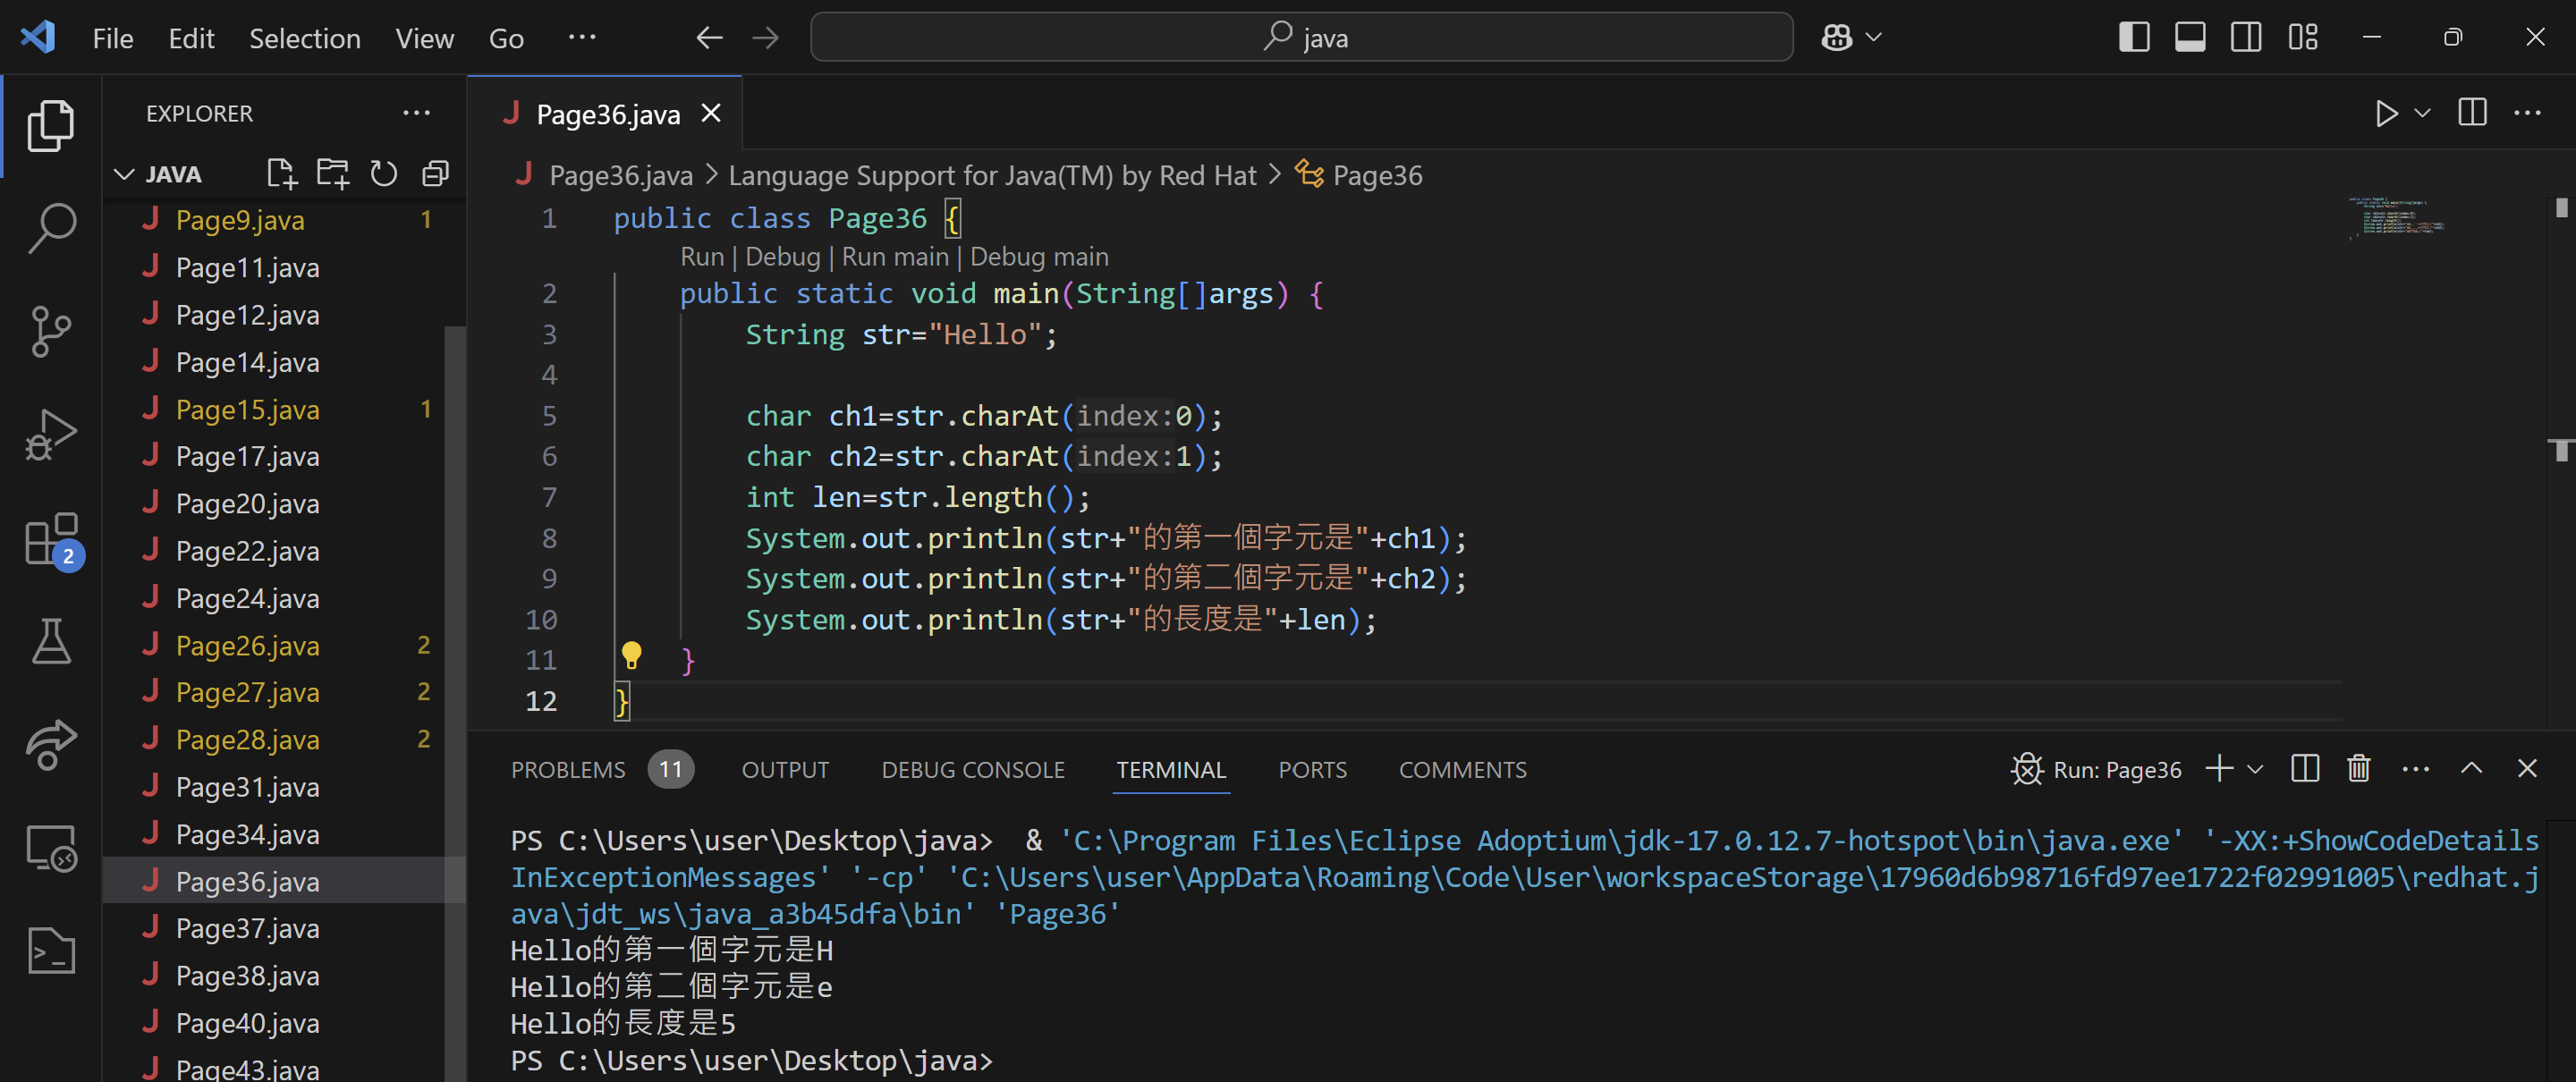 File Edit Selection View Go ··· java
EXPLORER ···
JAVA
Page9.java 1
Page11.java
Page12.java
Page14.java
Page15.java 1
Page17.java
Page20.java
Page22.java
Page24.java
Page26.java 2
Page27.java 2
Page28.java 2
Page31.java
Page34.java
Page36.java
Page37.java
Page38.java
Page40.java
Page43.java
2
J Page36.java
J Page36.java > Language Support for Java(TM) by Red Hat > Page36
1 public class Page36 {
Run | Debug | Run main | Debug main
2 public static void main(String[]args) {
3 String str="Hello";
4
5 char ch1=str.charAt(index:0);
6 char ch2=str.charAt(index:1);
7 int len=str.length();
8 System.out.println(str+"的第一個字元是"+ch1);
9 System.out.println(str+"的第二個字元是"+ch2);
10 System.out.println(str+"的長度是"+len);
11 }
12 }
PROBLEMS 11 OUTPUT DEBUG CONSOLE TERMINAL PORTS COMMENTS Run: Page36
PS C:\Users\user\Desktop\java> & 'C:\Program Files\Eclipse Adoptium\jdk-17.0.12.7-hotspot\bin\java.exe' '-XX:+ShowCodeDetails
InExceptionMessages' '-cp' 'C:\Users\user\AppData\Roaming\Code\User\workspaceStorage\17960d6b98716fd97ee1722f02991005\redhat.j
ava\jdt_ws\java_a3b45dfa\bin' 'Page36'
Hello的第一個字元是H
Hello的第二個字元是e
Hello的長度是5
PS C:\Users\user\Desktop\java>